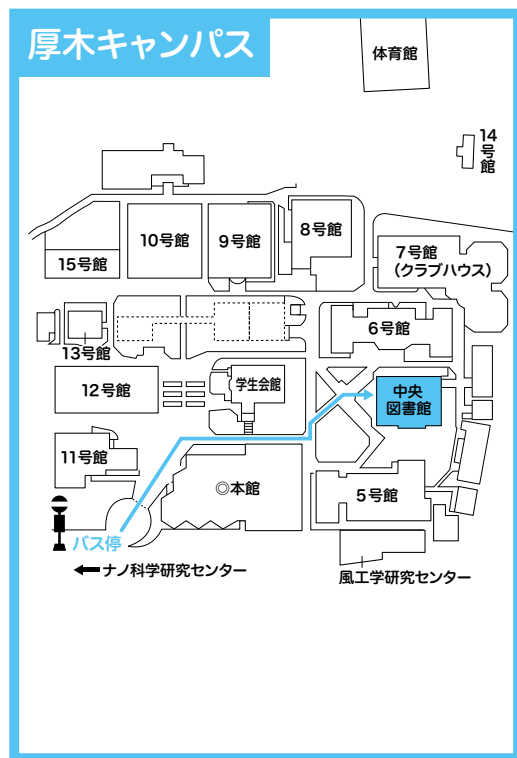 厚木キャンパス
体育館
14
号
館
8号館
10号館
9号館
7号館
(クラブハウス)
15号館
6号館
13号館
12号館
学生会館
中央
図書館
11号館
◎本館
5号館
バス停
ナノ科学研究センター
風工学研究センター